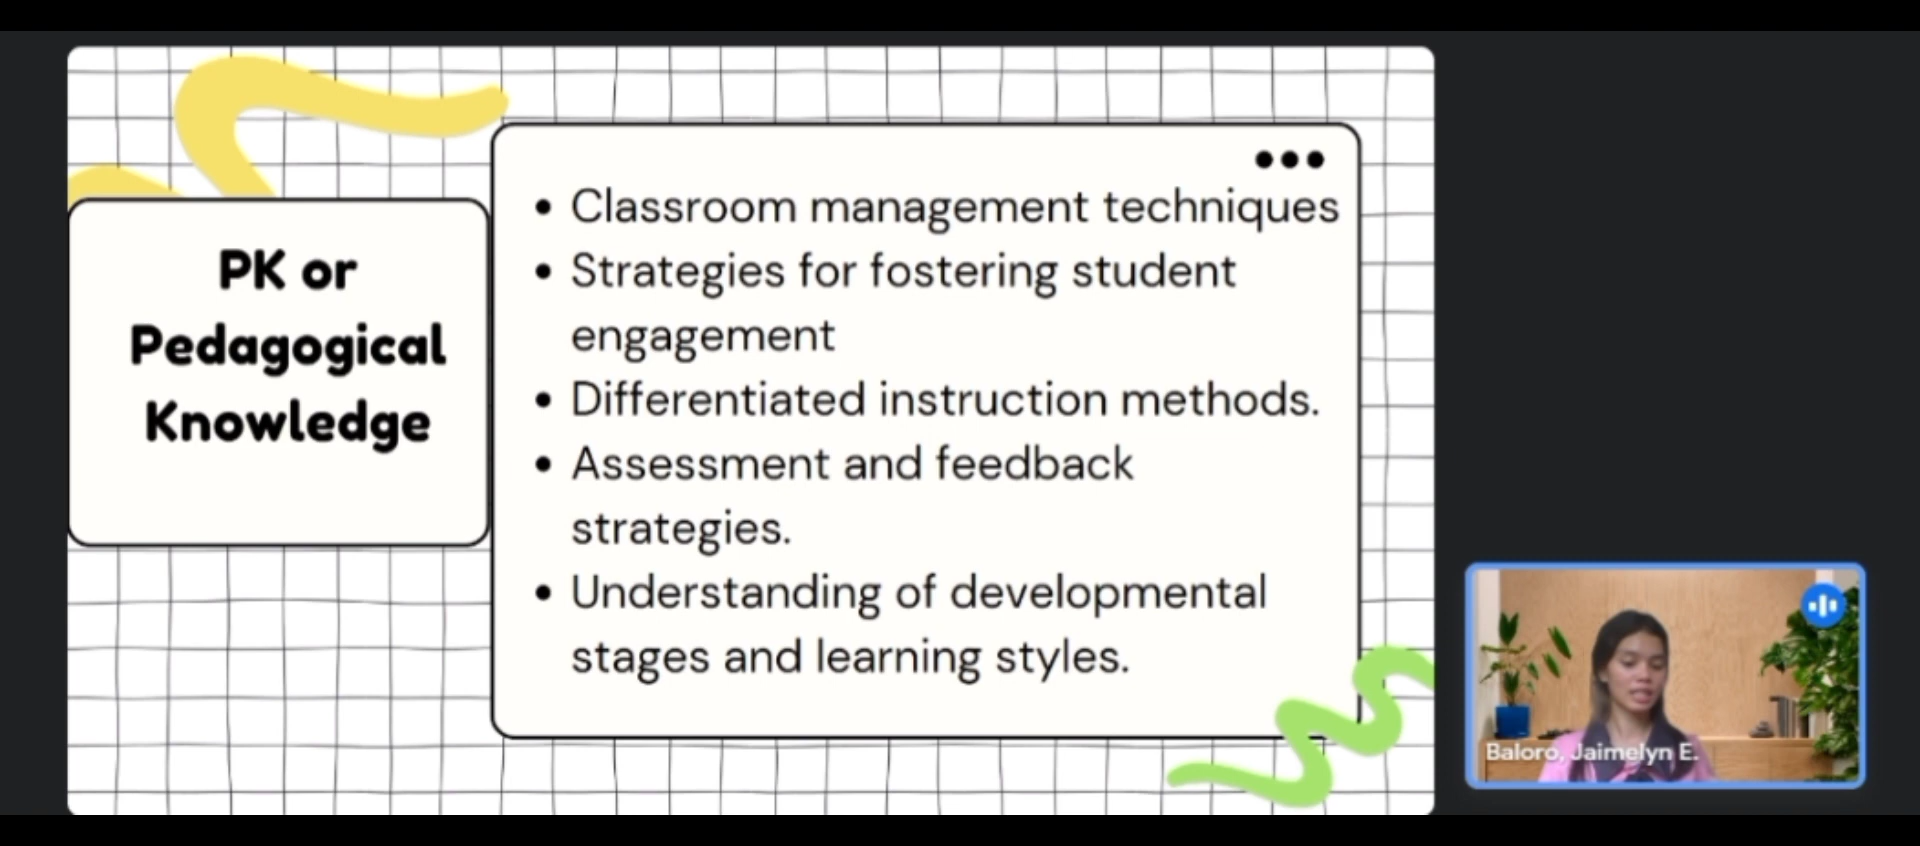 PK or
Pedagogical
Knowledge
• Classroom management techniques
• Strategies for fostering student
engagement
• Differentiated instruction methods.
• Assessment and feedback
strategies.
• Understanding of developmental
stages and learning styles.
Baloro, Jaimelyn E.